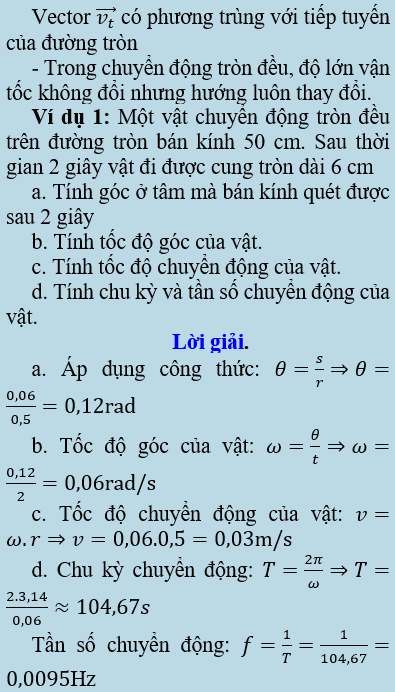 Vector $\overrightarrow{v_t}$ có phương trùng với tiếp tuyến
của đường tròn
- Trong chuyển động tròn đều, độ lớn vận
tốc không đổi nhưng hướng luôn thay đổi.
Ví dụ 1: Một vật chuyển động tròn đều
trên đường tròn bán kính 50 cm. Sau thời
gian 2 giây vật đi được cung tròn dài 6 cm
a. Tính góc ở tâm mà bán kính quét được
sau 2 giây
b. Tính tốc độ góc của vật.
c. Tính tốc độ chuyển động của vật.
d. Tính chu kỳ và tần số chuyển động của
vật.
Lời giải.
a. Áp dụng công thức: $\theta = \frac{s}{r} \Rightarrow \theta =$
$\frac{0,06}{0,5} = 0,12$rad
b. Tốc độ góc của vật: $\omega = \frac{\theta}{t} \Rightarrow \omega =$
$\frac{0,12}{2} = 0,06$rad/s
c. Tốc độ chuyển động của vật: $v =$
$\omega.r \Rightarrow v = 0,06.0,5 = 0,03$m/s
d. Chu kỳ chuyển động: $T = \frac{2\pi}{\omega} \Rightarrow T =$
$\frac{2.3,14}{0,06} \approx 104,67s$
Tần số chuyển động: $f = \frac{1}{T} = \frac{1}{104,67} =$
0,0095Hz